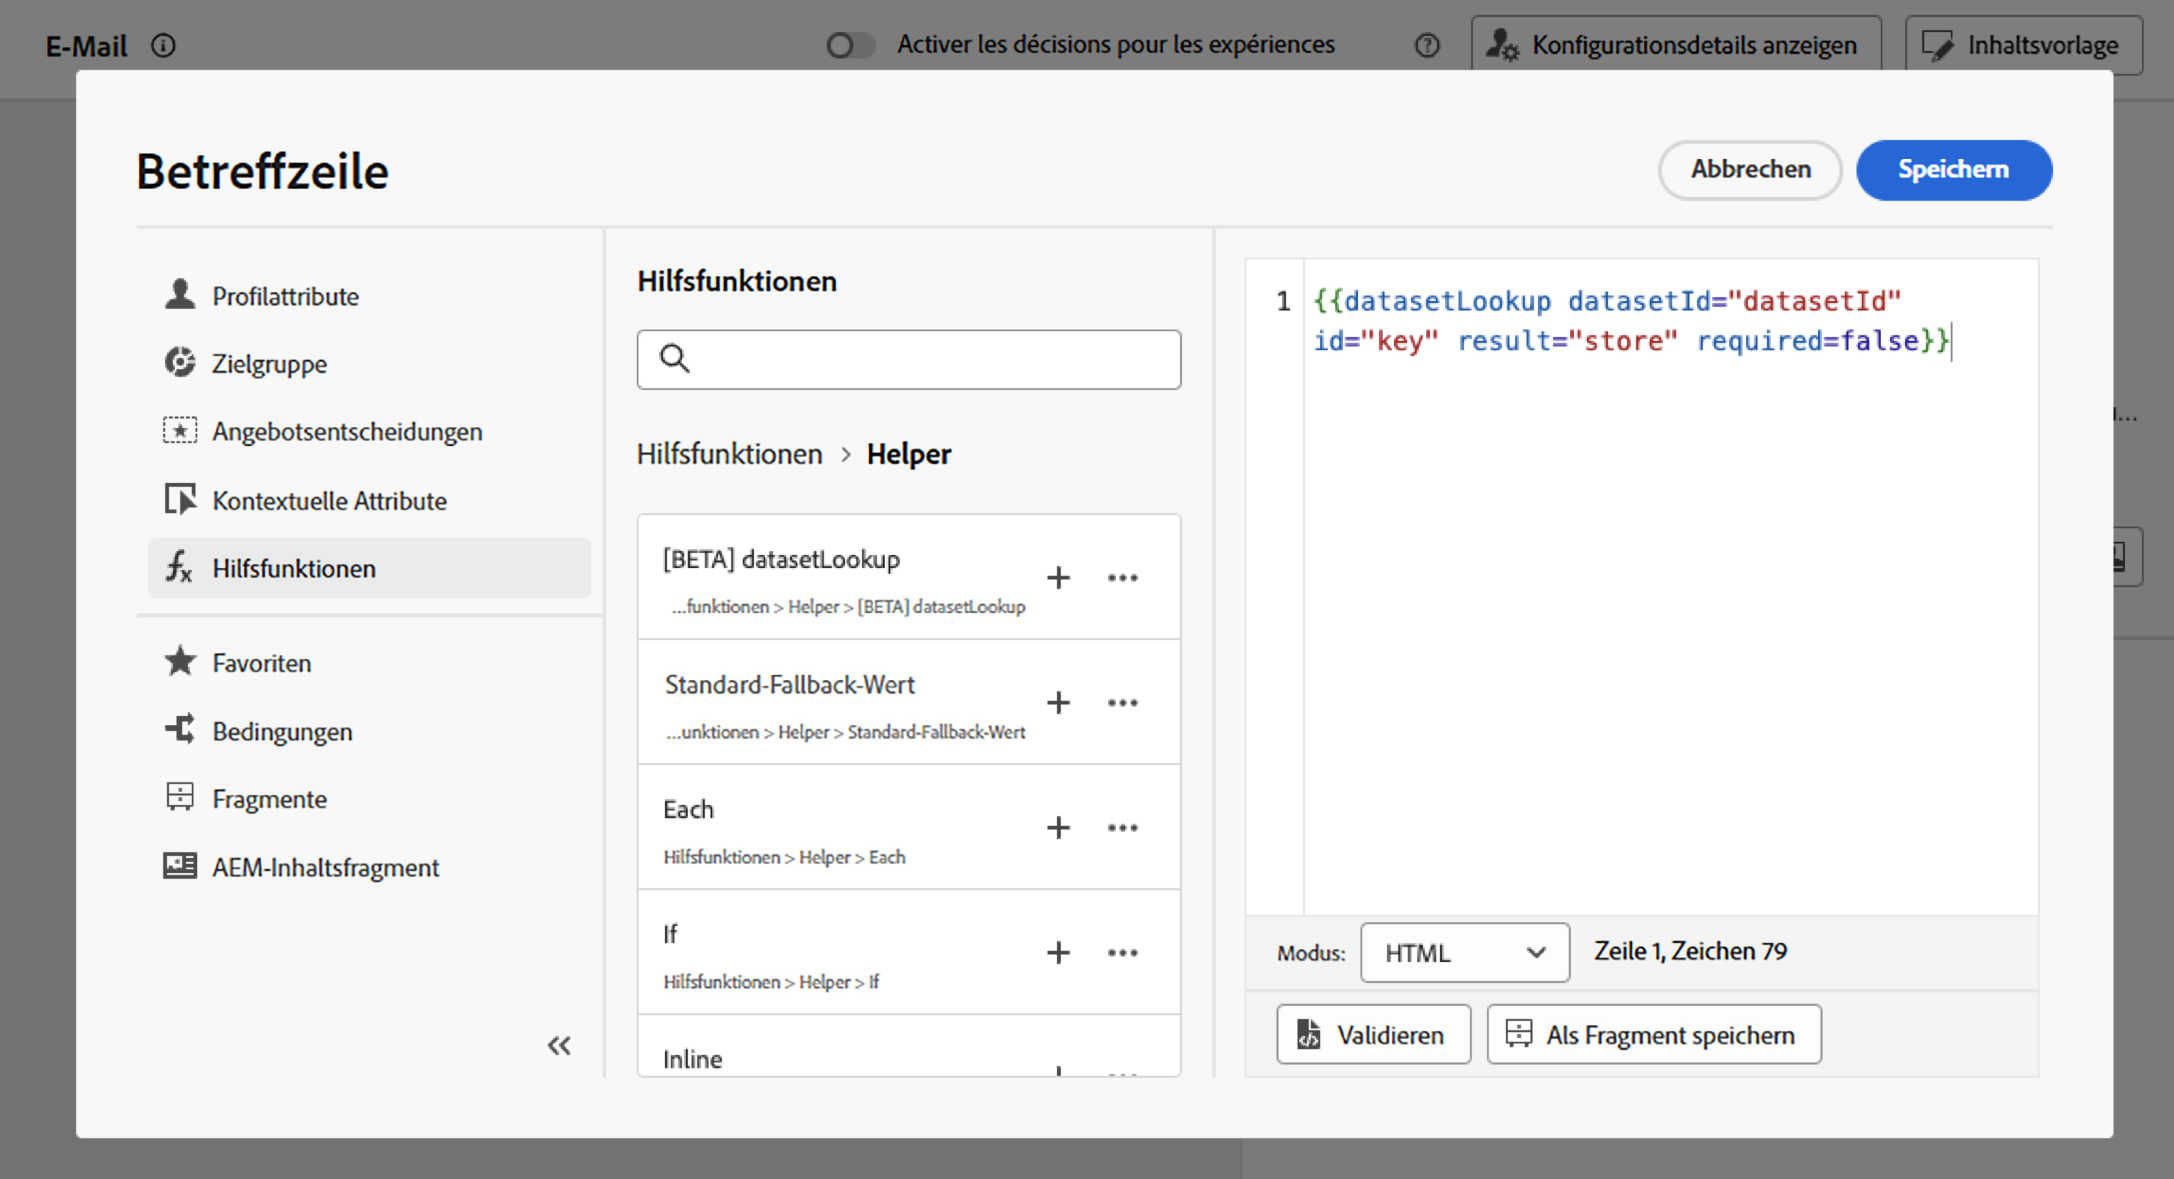 E-Mail
Activer les décisions pour les expériences
Konfigurationsdetails anzeigen
Inhaltsvorlage
Betreffzeile
Abbrechen
Speichern
Profilattribute
Zielgruppe
Angebotsentscheidungen
Kontextuelle Attribute
Hilfsfunktionen
Favoriten
Bedingungen
Fragmente
AEM-Inhaltsfragment
Hilfsfunktionen
Hilfsfunktionen > Helper
[BETA] datasetLookup
...funktionen > Helper > [BETA] datasetLookup
Standard-Fallback-Wert
...unktionen > Helper > Standard-Fallback-Wert
Each
Hilfsfunktionen > Helper > Each
If
Hilfsfunktionen > Helper > If
Inline
1 {{datasetLookup datasetId="datasetId"
id="key" result="store" required=false}}
Modus: HTML Zeile 1, Zeichen 79
Validieren
Als Fragment speichern